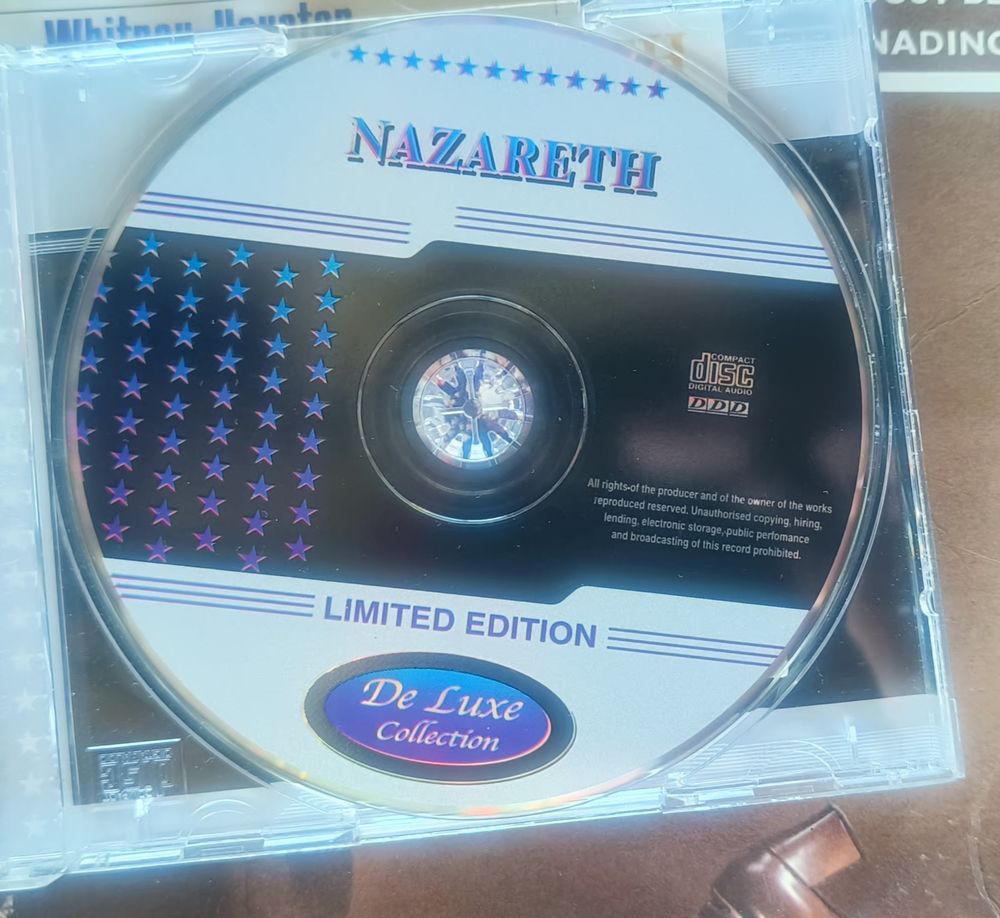 Whitney Houston
NADING
NAZARETH
COMPACT
disc
DIGITAL AUDIO
DDD
All rights of the producer and of the owner of the works
reproduced reserved. Unauthorised copying, hiring,
lending, electronic storage, public perfomance
and broadcasting of this record prohibited.
LIMITED EDITION
De Luxe
Collection